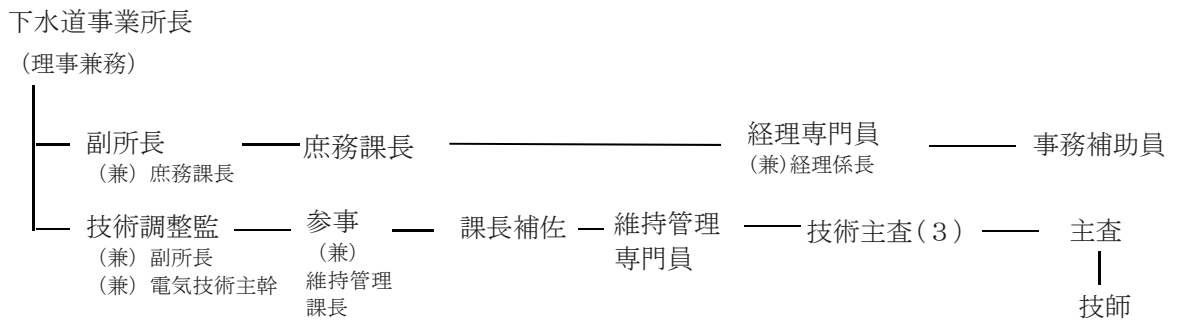 下水道事業所長
(理事兼務)
副所長
(兼) 庶務課長
庶務課長
経理専門員
(兼)経理係長
事務補助員
技術調整監
(兼) 副所長
(兼) 電気技術主幹
参事
(兼)
維持管理
課長
課長補佐
維持管理
専門員
技術主査(３)
主査
技師